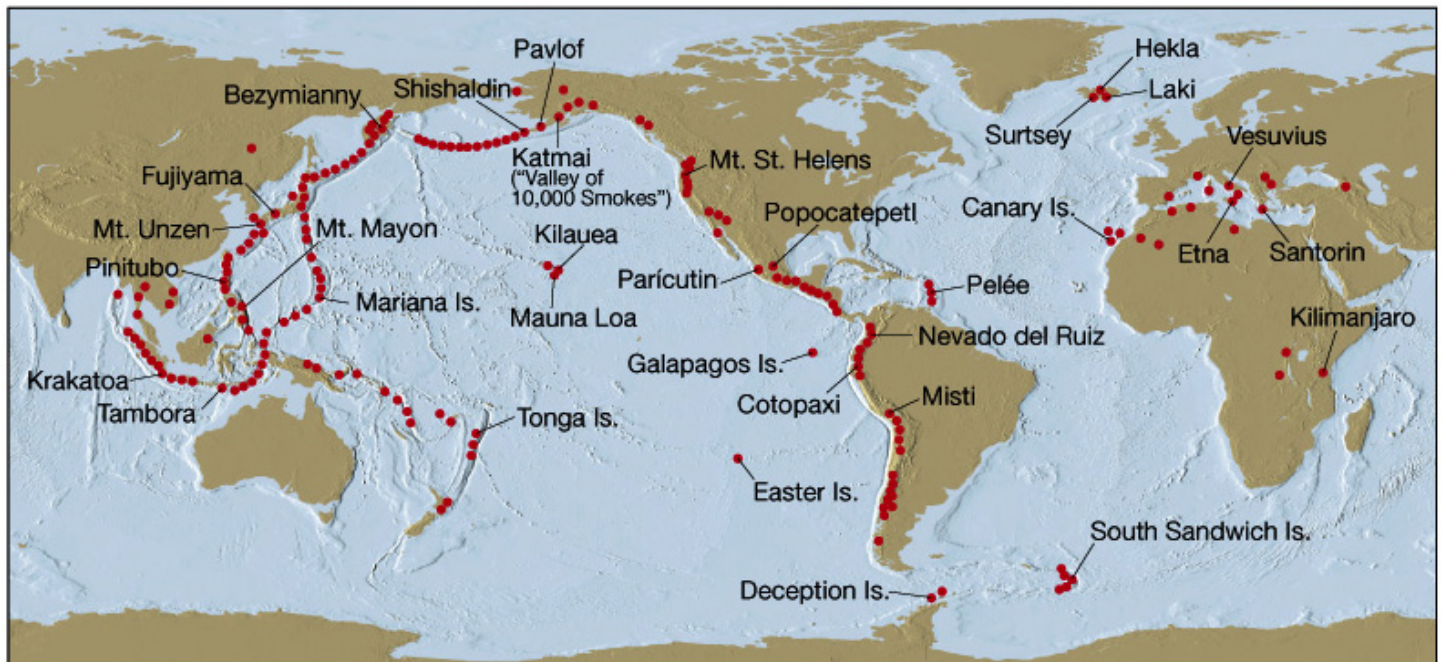 Pavlof
Hekla
Shishaldin
Bezymianny
Laki
Surtsey
Vesuvius
Katmai
("Valley of
10,000 Smokes")
Mt. St. Helens
Fujiyama
Popocatepetl
Canary Is.
Mt. Unzen
Mt. Mayon
Kilauea
Etna
Santorin
Pinitubo
Parícutin
Pelée
Mariana Is.
Mauna Loa
Kilimanjaro
Nevado del Ruiz
Galapagos Is.
Krakatoa
Cotopaxi
Misti
Tambora
Tonga Is.
Easter Is.
South Sandwich Is.
Deception Is.